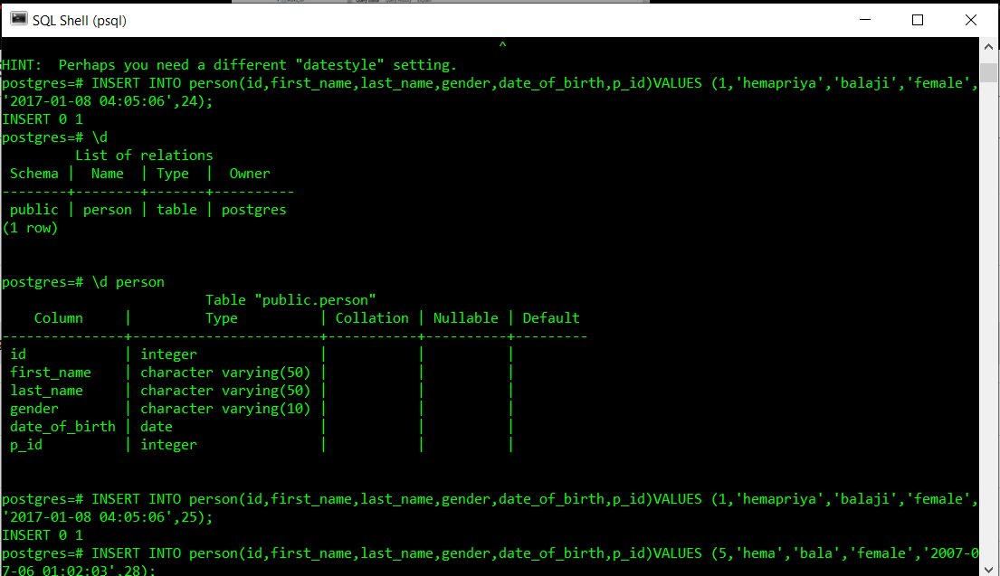 SQL Shell (psql)
^
HINT:  Perhaps you need a different "datestyle" setting.
postgres=# INSERT INTO person(id,first_name,last_name,gender,date_of_birth,p_id)VALUES (1,'hemapriya','balaji','female',
'2017-01-08 04:05:06',24);
INSERT 0 1
postgres=# \d
         List of relations
 Schema |  Name  | Type  |  Owner
--------+--------+-------+----------
 public | person | table | postgres
(1 row)
postgres=# \d person
                         Table "public.person"
    Column     |         Type          | Collation | Nullable | Default
---------------+-----------------------+-----------+----------+---------
 id            | integer               |           |          |
 first_name    | character varying(50) |           |          |
 last_name     | character varying(50) |           |          |
 gender        | character varying(10) |           |          |
 date_of_birth | date                  |           |          |
 p_id          | integer               |           |          |
postgres=# INSERT INTO person(id,first_name,last_name,gender,date_of_birth,p_id)VALUES (1,'hemapriya','balaji','female',
'2017-01-08 04:05:06',25);
INSERT 0 1
postgres=# INSERT INTO person(id,first_name,last_name,gender,date_of_birth,p_id)VALUES (5,'hema','bala','female','2007-0
7-06 01:02:03',28);